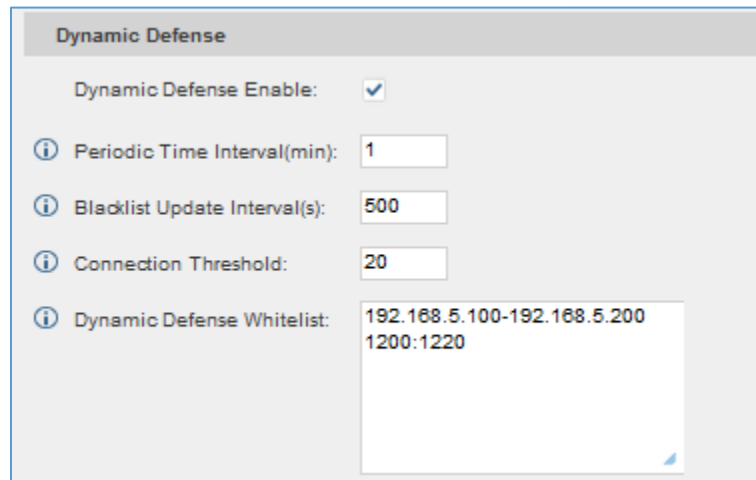 Dynamic Defense
Dynamic Defense Enable:
Periodic Time Interval(min): 1
Blacklist Update Interval(s): 500
Connection Threshold: 20
Dynamic Defense Whitelist: 192.168.5.100-192.168.5.200
1200:1220